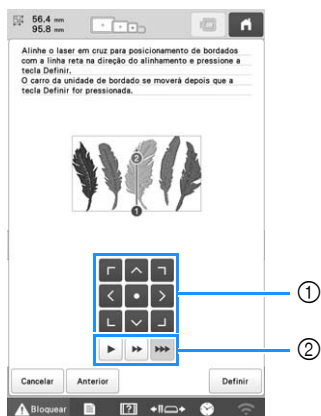 56.4 mm
95.8 mm
Alinhe o laser em cruz para posicionamento de bordados
com a linha reta na direção do alinhamento e pressione a
tecla Definir.
O carro da unidade de bordado se moverá depois que a
tecla Definir for pressionada.
2
1
①
②
Cancelar Anterior Definir
Bloquear